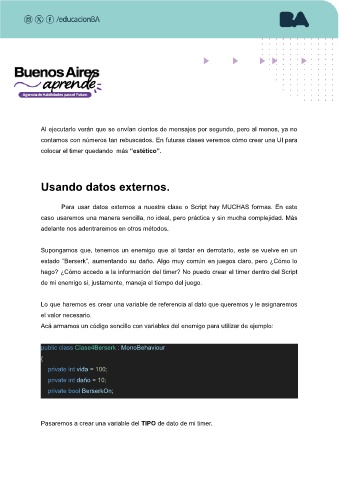 /educacionBA
BA
Buenos Aires
aprende
Agencia de Habilidades para el Futuro
Al ejecutarlo verán que se envían cientos de mensajes por segundo, pero al menos, ya no
contamos con números tan rebuscados. En futuras clases veremos cómo crear una UI para
colocar el timer quedando más “estético”.
Usando datos externos.
Para usar datos externos a nuestra clase o Script hay MUCHAS formas. En este
caso usaremos una manera sencilla, no ideal, pero práctica y sin mucha complejidad. Más
adelante nos adentraremos en otros métodos.
Supongamos que, tenemos un enemigo que al tardar en derrotarlo, este se vuelve en un
estado “Berserk”, aumentando su daño. Algo muy común en juegos claro, pero ¿Cómo lo
hago? ¿Cómo accedo a la información del timer? No puedo crear el timer dentro del Script
de mi enemigo si, justamente, maneja el tiempo del juego.
Lo que haremos es crear una variable de referencia al dato que queremos y le asignaremos
el valor necesario.
Acá armamos un código sencillo con variables del enemigo para utilizar de ejemplo:
public class Clase4Berserk : MonoBehaviour
{
private int vida = 100;
private int daño = 10;
private bool BerserkOn;
Pasaremos a crear una variable del TIPO de dato de mi timer.